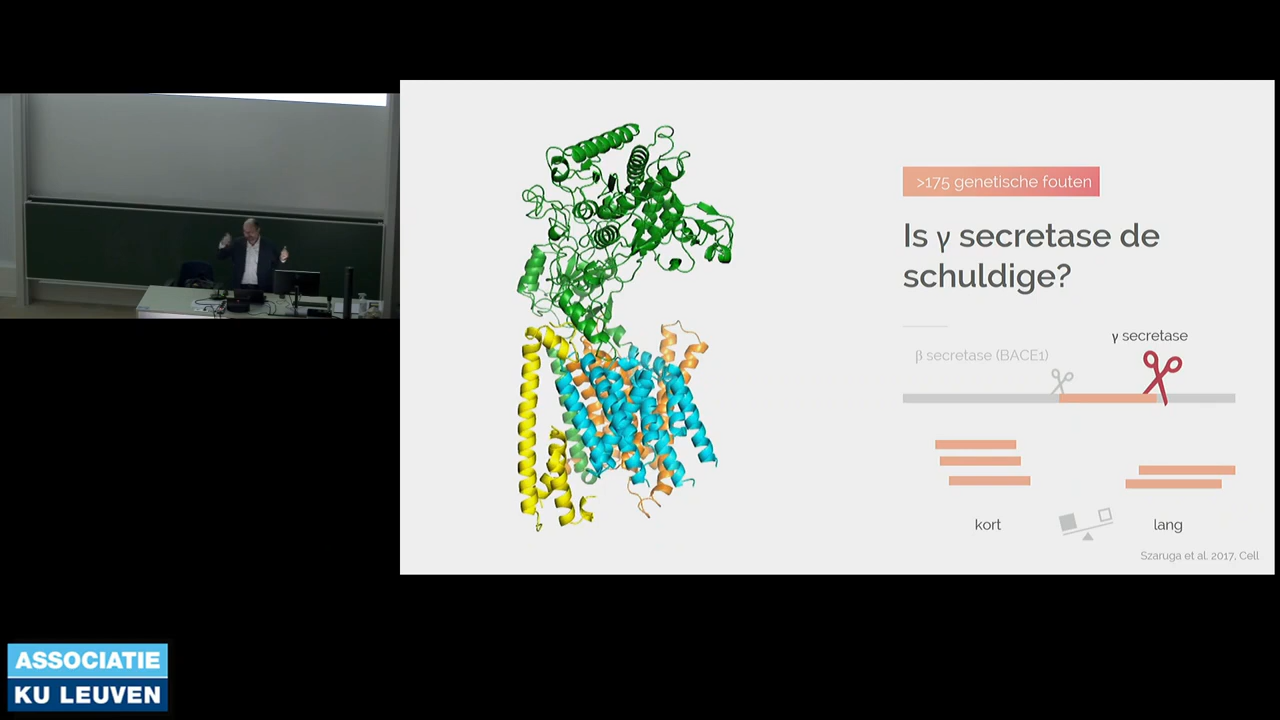 >175 genetische fouten
Is γ secretase de
schuldige?
γ secretase
β secretase (BACE1)
kort
lang
Szaruga et al. 2017, Cell
ASSOCIATIE
KU LEUVEN